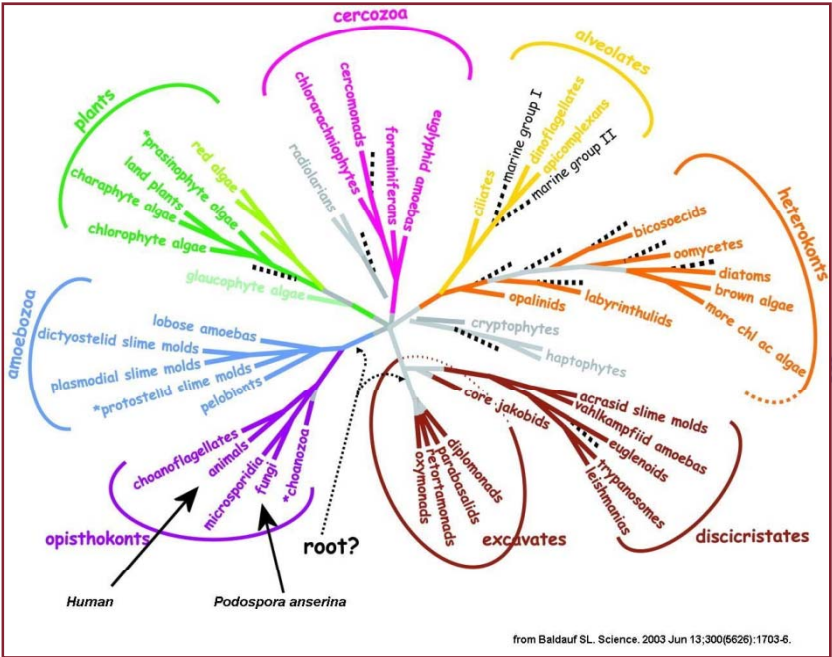 cercozoa
cercomonads
chlorarachniophytes
foraminiferans
euglyphid amoebas
radiolarians
alveolates
marine group I
dinoflagellates
apicomplexans
marine group II
ciliates
plants
red algae
*prasinophyte algae
land plants
charaphyte algae
chlorophyte algae
glaucophyte algae
heterokonts
bicosoecids
oomycetes
diatoms
brown algae
more chl ac algae
labyrinthulids
opalinids
cryptophytes
haptophytes
amoebozoa
lobose amoebas
dictyostelid slime molds
plasmodial slime molds
*protostelid slime molds
pelobionts
choanoflagellates
animals
microsporidia
fungi
*choanozoa
opisthokonts
root?
core jakobids
diplomonads
parabasalids
retortamonads
oxymonads
excavates
acrasid slime molds
vahlkampfiid amoebas
euglenoids
trypanosomes
leishmanias
discicristates
Human
Podospora anserina
from Baldauf SL. Science. 2003 Jun 13;300(5626):1703-6.